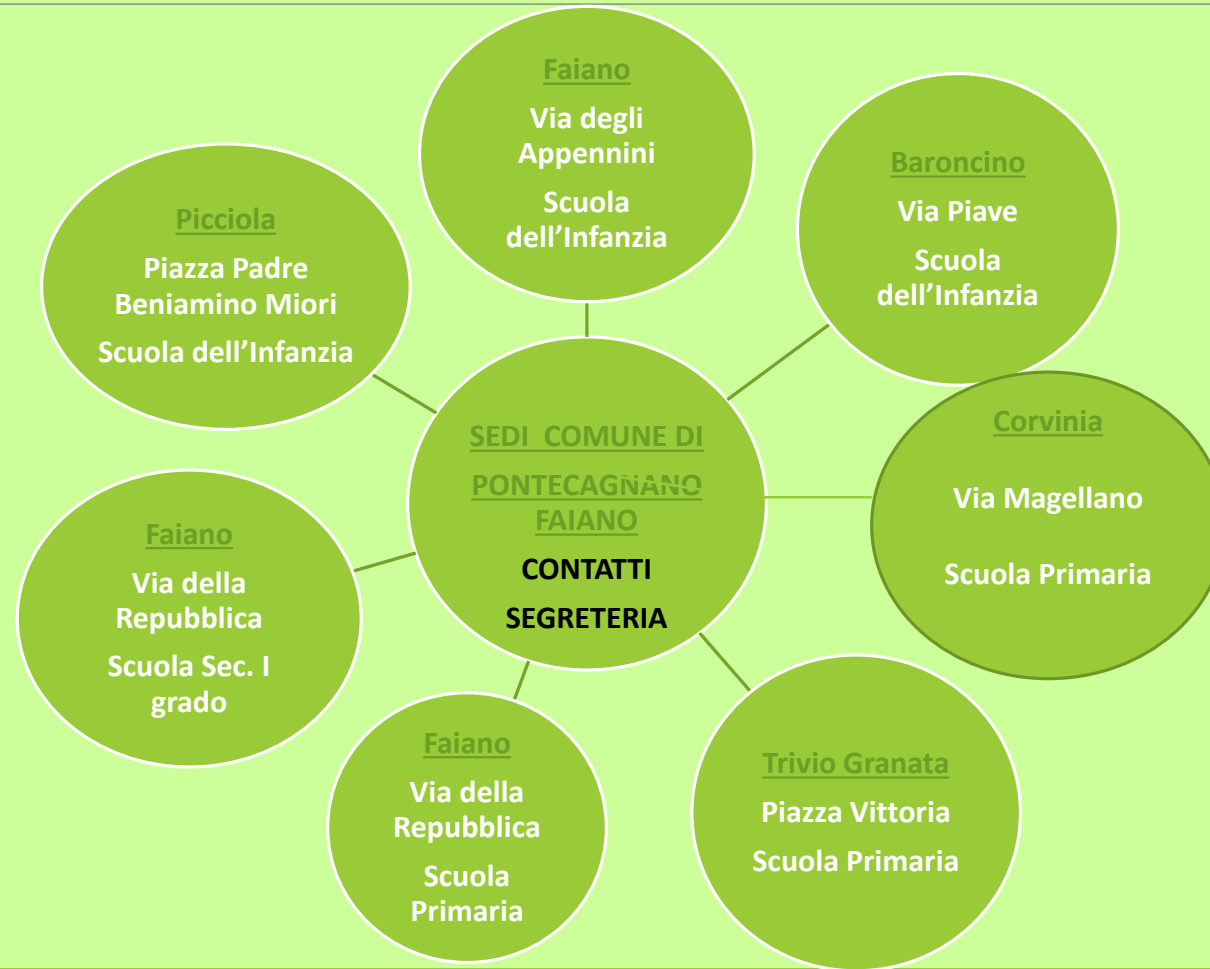 Faiano
Via degli
Appennini
Scuola
dell’Infanzia
Baroncino
Via Piave
Scuola
dell’Infanzia
Picciola
Piazza Padre
Beniamino Miori
Scuola dell’Infanzia
SEDI COMUNE DI
PONTECAGNANO
FAIANO
CONTATTI
SEGRETERIA
Corvinia
Via Magellano
Scuola Primaria
Faiano
Via della
Repubblica
Scuola Sec. I
grado
Faiano
Via della
Repubblica
Scuola
Primaria
Trivio Granata
Piazza Vittoria
Scuola Primaria